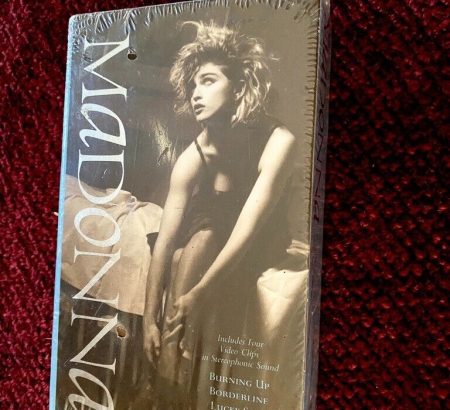 MaDONNa
Includes Four
Video Clips
in Stereophonic Sound
BURNING UP
BORDERLINE